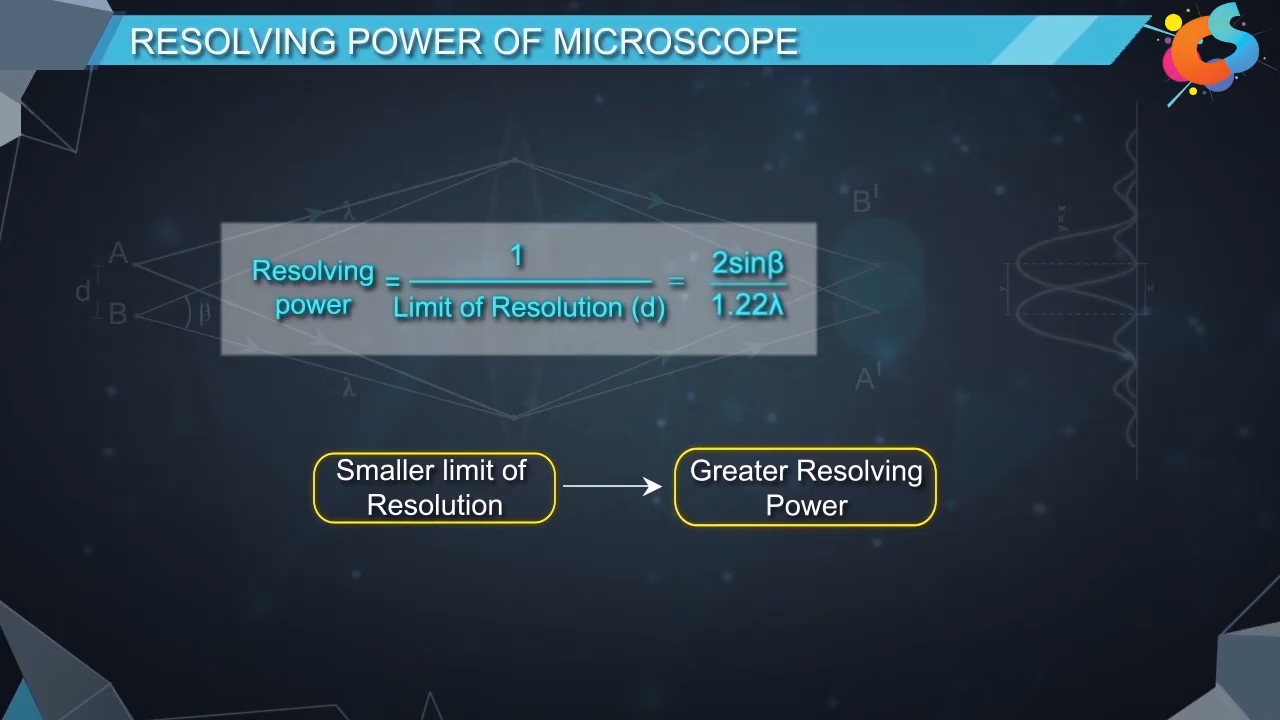 RESOLVING POWER OF MICROSCOPE
CS
λ
B'
y = x
A
Resolving power = 1 / Limit of Resolution (d) = 2sinβ / 1.22λ
d
B
β
y
x
A'
λ
Smaller limit of
Resolution
Greater Resolving
Power